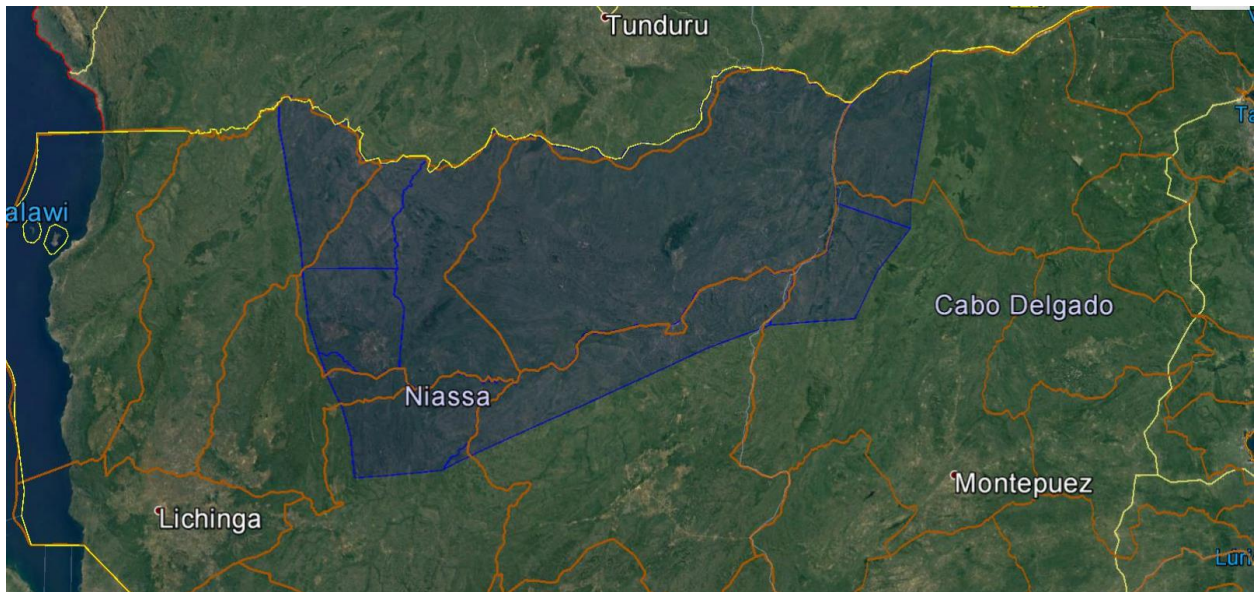 Tunduru
alawi
Cabo Delgado
Niassa
Montepuez
Lichinga